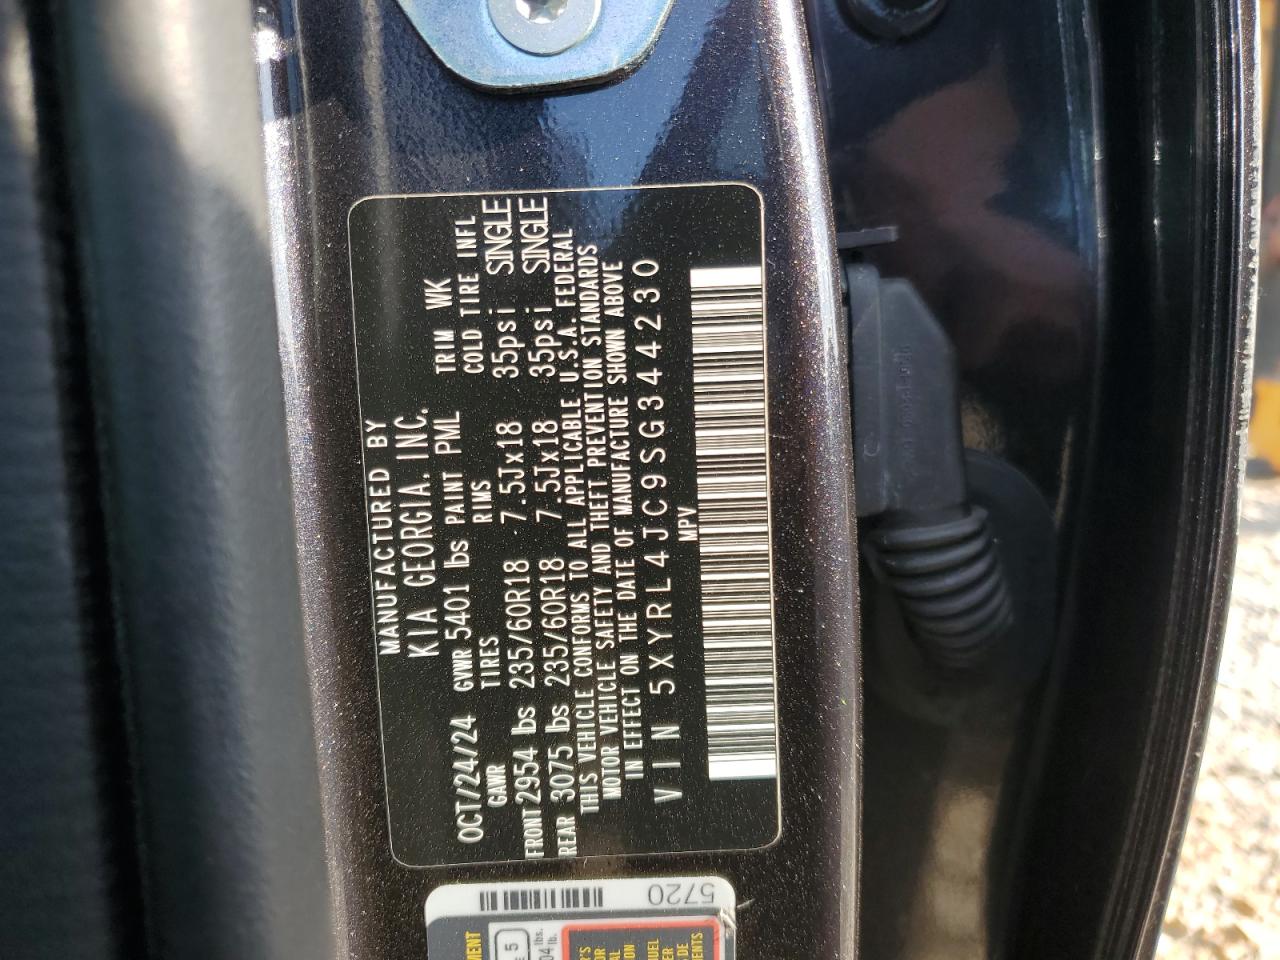 MANUFACTURED BY
KIA GEORGIA. INC.
OCT/24/24 GVWR 5401 lbs PAINT PML TRIM WK
GAWR TIRES RIMS COLD TIRE INFL
FRONT 2954 lbs 235/60R18 7.5Jx18 35psi SINGLE
REAR 3075 lbs 235/60R18 7.5Jx18 35psi SINGLE
THIS VEHICLE CONFORMS TO ALL APPLICABLE U.S.A. FEDERAL
MOTOR VEHICLE SAFETY AND THEFT PREVENTION STANDARDS
IN EFFECT ON THE DATE OF MANUFACTURE SHOWN ABOVE
VIN 5XYRL4JC9SG344230
MPV
5720
5
lbs.
lb.